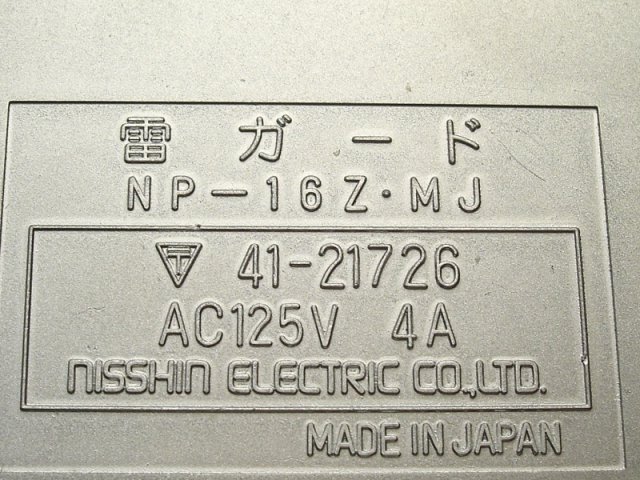 雷ガード
NP-16Z・MJ
〒 41-21726
AC125V 4A
NISSHIN ELECTRIC CO.,LTD.
MADE IN JAPAN